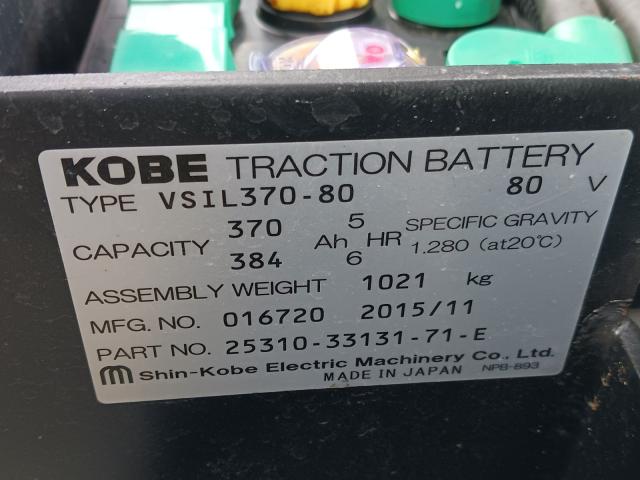 KOBE TRACTION BATTERY
TYPE VSIL370-80 80 V
CAPACITY 370 Ah 5 HR SPECIFIC GRAVITY
384 6 1.280 (at20℃)
ASSEMBLY WEIGHT 1021 kg
MFG. NO. 016720 2015/11
PART NO. 25310-33131-71-E
Shin-Kobe Electric Machinery Co., Ltd.
MADE IN JAPAN NPB-893